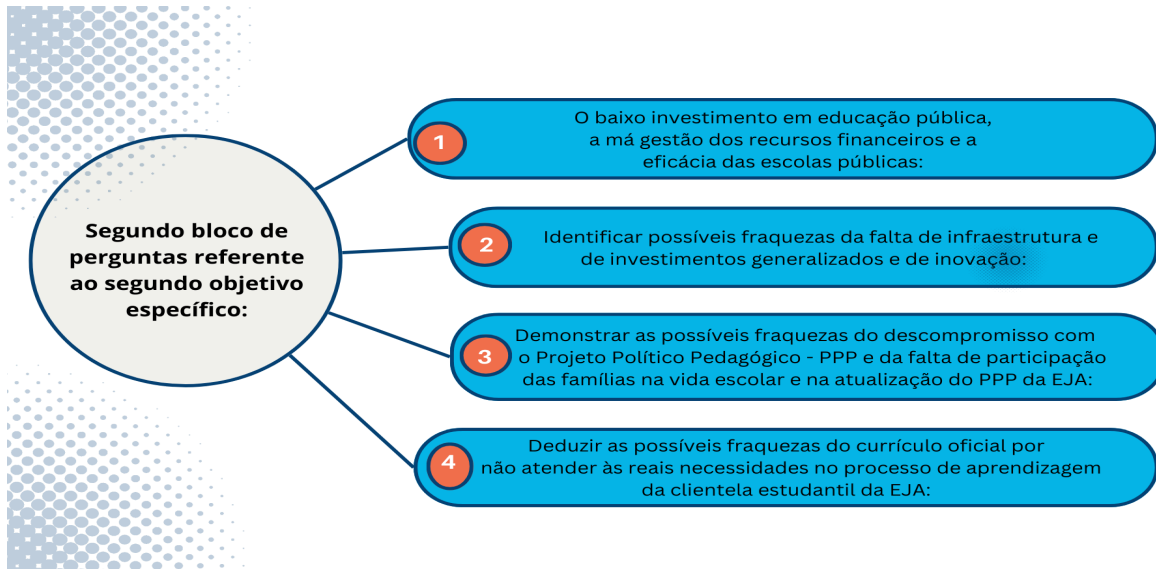 Segundo bloco de
perguntas referente
ao segundo objetivo
específico:
1
O baixo investimento em educação pública,
a má gestão dos recursos financeiros e a
eficácia das escolas públicas:
2
Identificar possíveis fraquezas da falta de infraestrutura e
de investimentos generalizados e de inovação:
3
Demonstrar as possíveis fraquezas do descompromisso com
o Projeto Político Pedagógico - PPP e da falta de participação
das famílias na vida escolar e na atualização do PPP da EJA:
4
Deduzir as possíveis fraquezas do currículo oficial por
não atender às reais necessidades no processo de aprendizagem
da clientela estudantil da EJA: